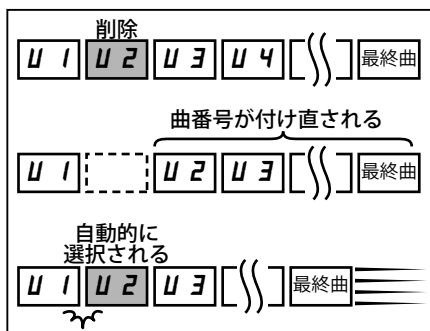 削除
U 1 U 2 U 3 U 4 最終曲
曲番号が付け直される
U 1 U 2 U 3 最終曲
自動的に
選択される
U 1 U 2 U 3 最終曲